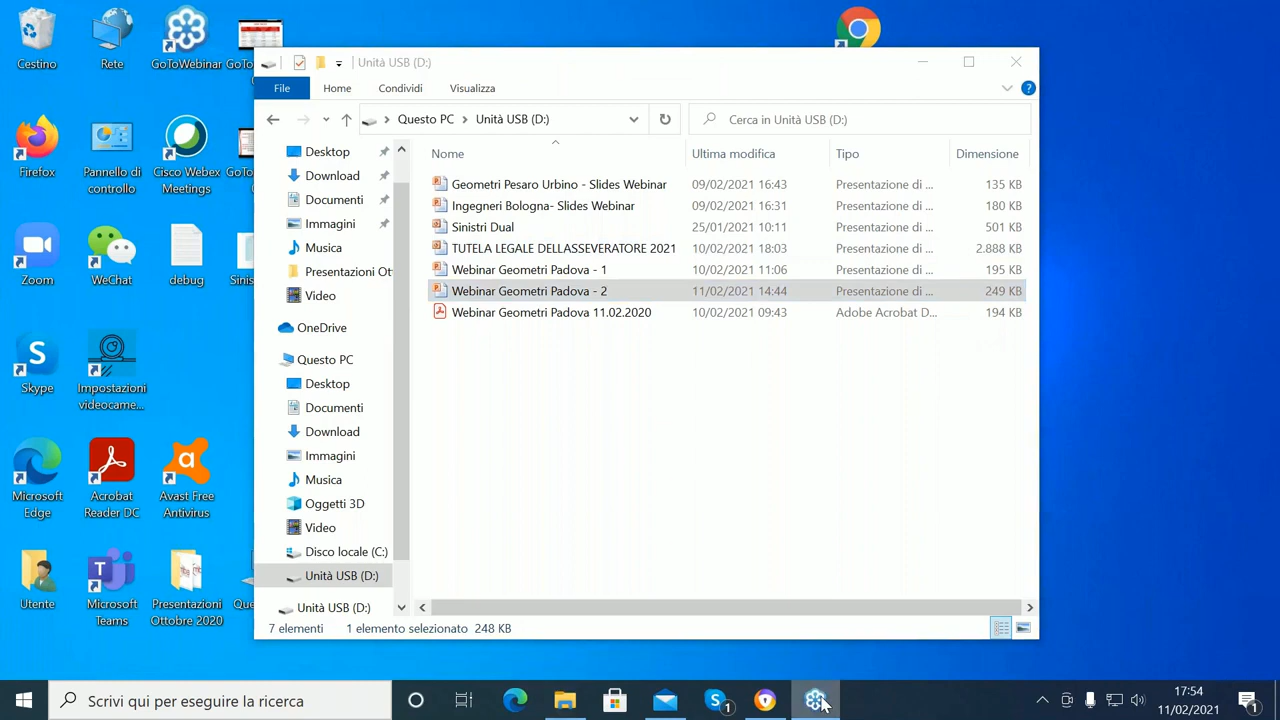 Cestino
Rete
GoToWebinar
Unità USB (D:)
File
Home
Condividi
Visualizza
?
Questo PC
Unità USB (D:)
Cerca in Unità USB (D:)
Nome
Ultima modifica
Tipo
Dimensione
Desktop
Download
Documenti
Immagini
Musica
Presentazioni Ot
Video
OneDrive
Questo PC
Desktop
Documenti
Download
Immagini
Musica
Oggetti 3D
Video
Disco locale (C:)
Unità USB (D:)
Unità USB (D:)
Geometri Pesaro Urbino - Slides Webinar 09/02/2021 16:43 Presentazione di ... 135 KB
Ingegneri Bologna- Slides Webinar 09/02/2021 16:31 Presentazione di ... 180 KB
Sinistri Dual 25/01/2021 10:11 Presentazione di ... 501 KB
TUTELA LEGALE DELLASSEVERATORE 2021 10/02/2021 18:03 Presentazione di ... 2.888 KB
Webinar Geometri Padova - 1 10/02/2021 11:06 Presentazione di ... 195 KB
Webinar Geometri Padova - 2 11/02/2021 14:44 Presentazione di ... 249 KB
Webinar Geometri Padova 11.02.2020 10/02/2021 09:43 Adobe Acrobat D... 194 KB
7 elementi 1 elemento selezionato 248 KB
Firefox
Pannello di
controllo
Cisco Webex
Meetings
GoTo
Zoom
WeChat
debug
Sinis
Skype
Impostazioni
videocame...
Microsoft
Edge
Acrobat
Reader DC
Avast Free
Antivirus
Utente
Microsoft
Teams
Presentazioni
Ottobre 2020
Que
Scrivi qui per eseguire la ricerca
1
17:54
11/02/2021
1